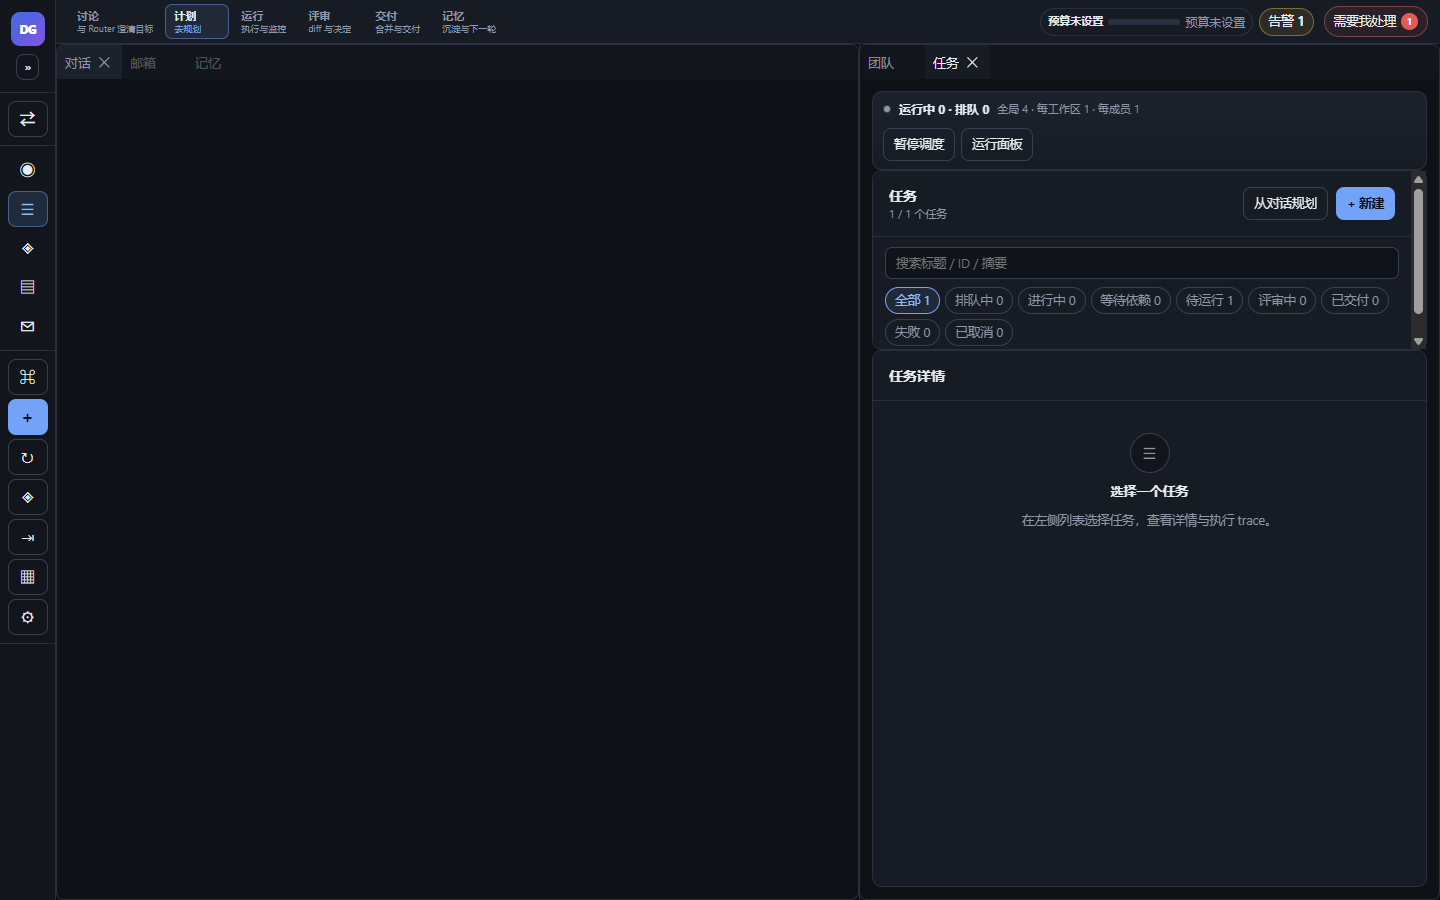 DG
»
讨论
与 Router 澄清目标
计划
去规划
运行
执行与监控
评审
diff 与决定
交付
合并与交付
记忆
沉淀与下一轮
预算未设置 预算未设置
告警 1
需要我处理 1
对话
邮箱
记忆
团队
任务
运行中 0 · 排队 0 全局 4 · 每工作区 1 · 每成员 1
暂停调度
运行面板
任务
1 / 1 个任务
从对话规划
+ 新建
搜索标题 / ID / 摘要
全部 1
排队中 0
进行中 0
等待依赖 0
待运行 1
评审中 0
已交付 0
失败 0
已取消 0
任务详情
选择一个任务
在左侧列表选择任务，查看详情与执行 trace。